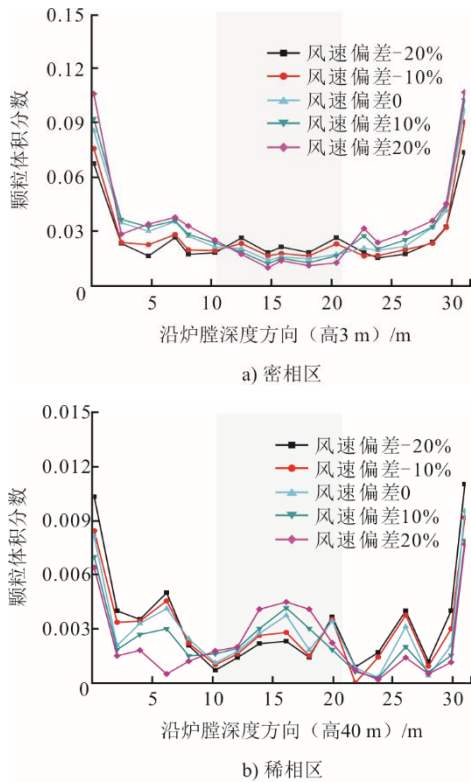 0.15
0.12
0.09
0.06
0.03
0
颗粒体积分数
风速偏差-20%
风速偏差-10%
风速偏差0
风速偏差10%
风速偏差20%
5 10 15 20 25 30
沿炉膛深度方向（高3 m）/m
a) 密相区
0.015
0.012
0.009
0.006
0.003
0
颗粒体积分数
风速偏差-20%
风速偏差-10%
风速偏差0
风速偏差10%
风速偏差20%
5 10 15 20 25 30
沿炉膛深度方向（高40 m）/m
b) 稀相区